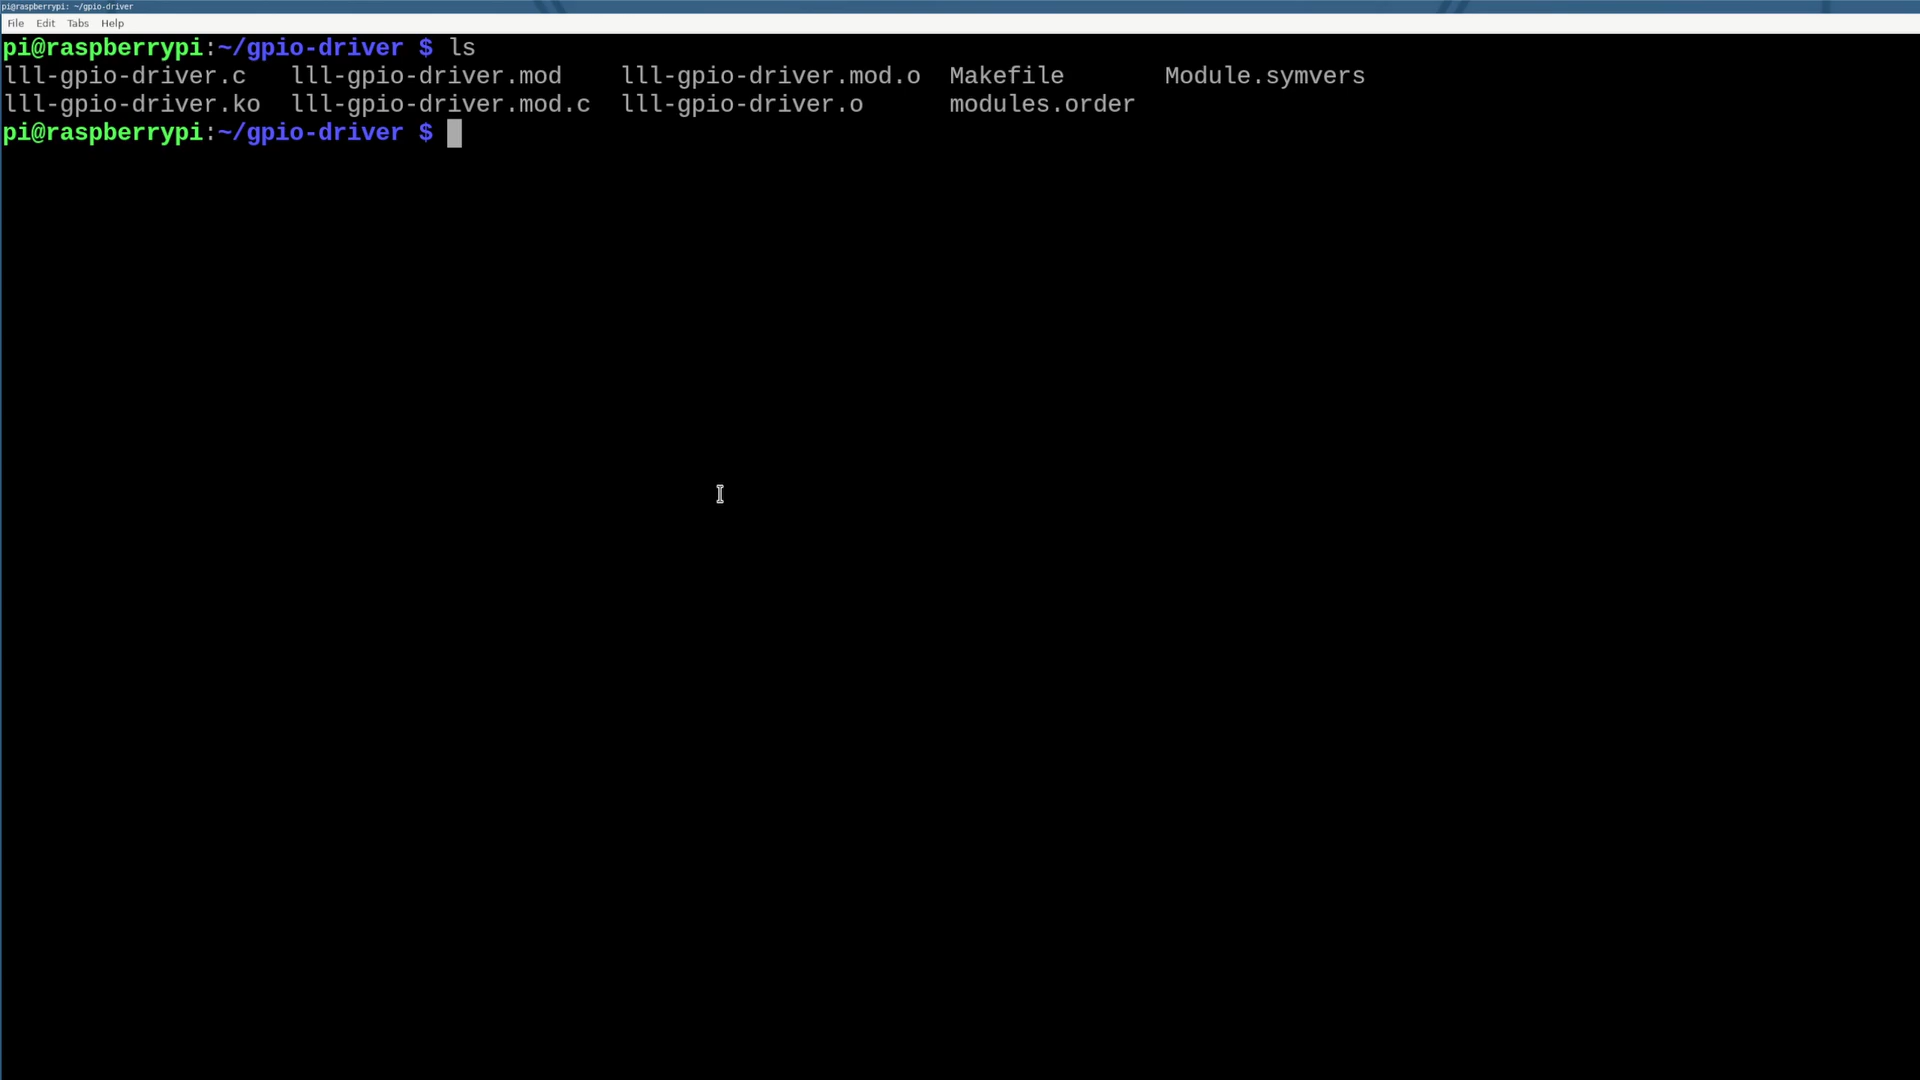 pi@raspberrypi: ~/gpio-driver
File Edit Tabs Help
pi@raspberrypi:~/gpio-driver $ ls
lll-gpio-driver.c lll-gpio-driver.mod lll-gpio-driver.mod.o Makefile Module.symvers
lll-gpio-driver.ko lll-gpio-driver.mod.c lll-gpio-driver.o modules.order
pi@raspberrypi:~/gpio-driver $